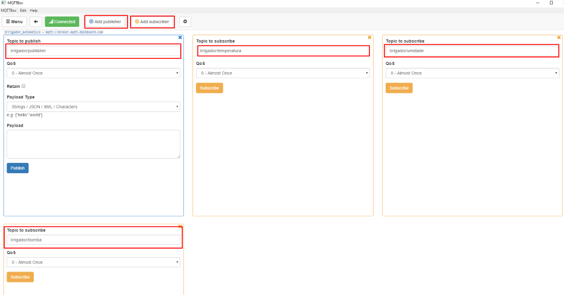 MQTTBox
MQTTBox Edit Help
Menu
Connected
Add publisher
Add subscriber
Topic to publish
Irrigador/publisher
QoS
0 - Almost Once
Retain
Payload Type
Strings / JSON / XML / Characters
e.g: {'hello':'world'}
Payload
Publish
Topic to subscribe
Irrigador/temperatura
QoS
0 - Almost Once
Subscribe
Topic to subscribe
Irrigador/umidade
QoS
0 - Almost Once
Subscribe
Topic to subscribe
Irrigador/bomba
QoS
0 - Almost Once
Subscribe